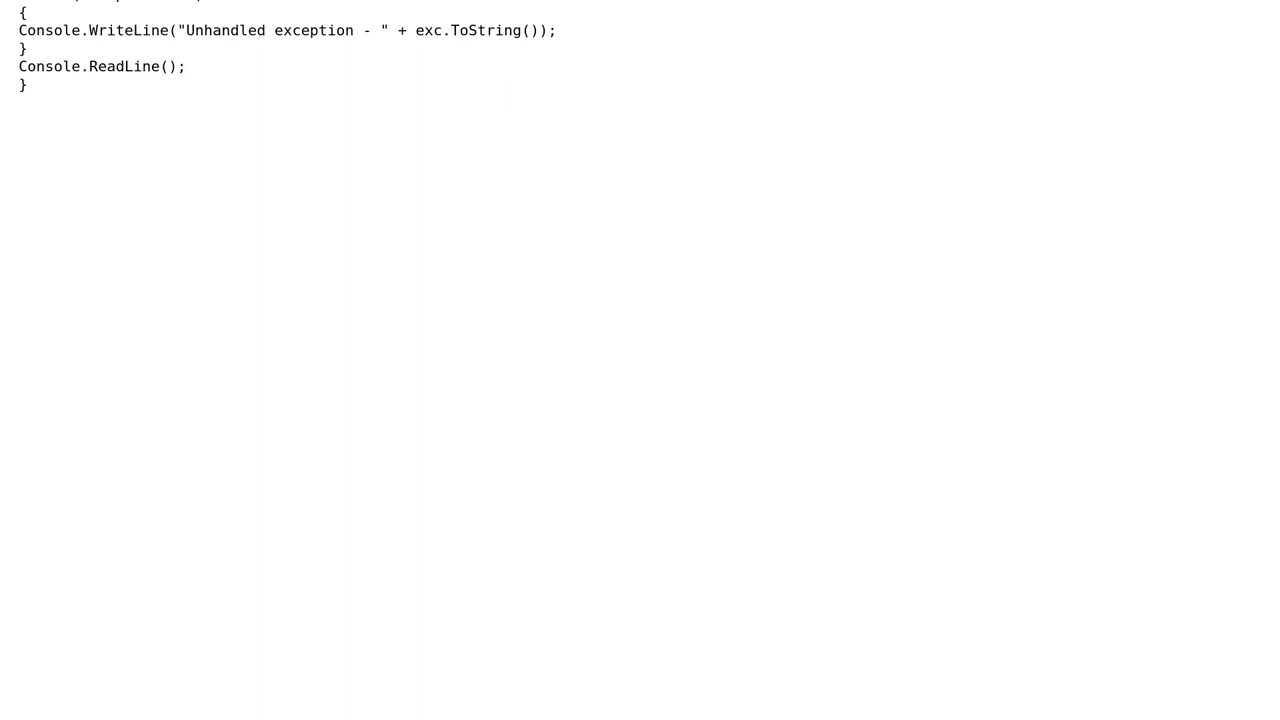 {
Console.WriteLine("Unhandled exception - " + exc.ToString());
}
Console.ReadLine();
}